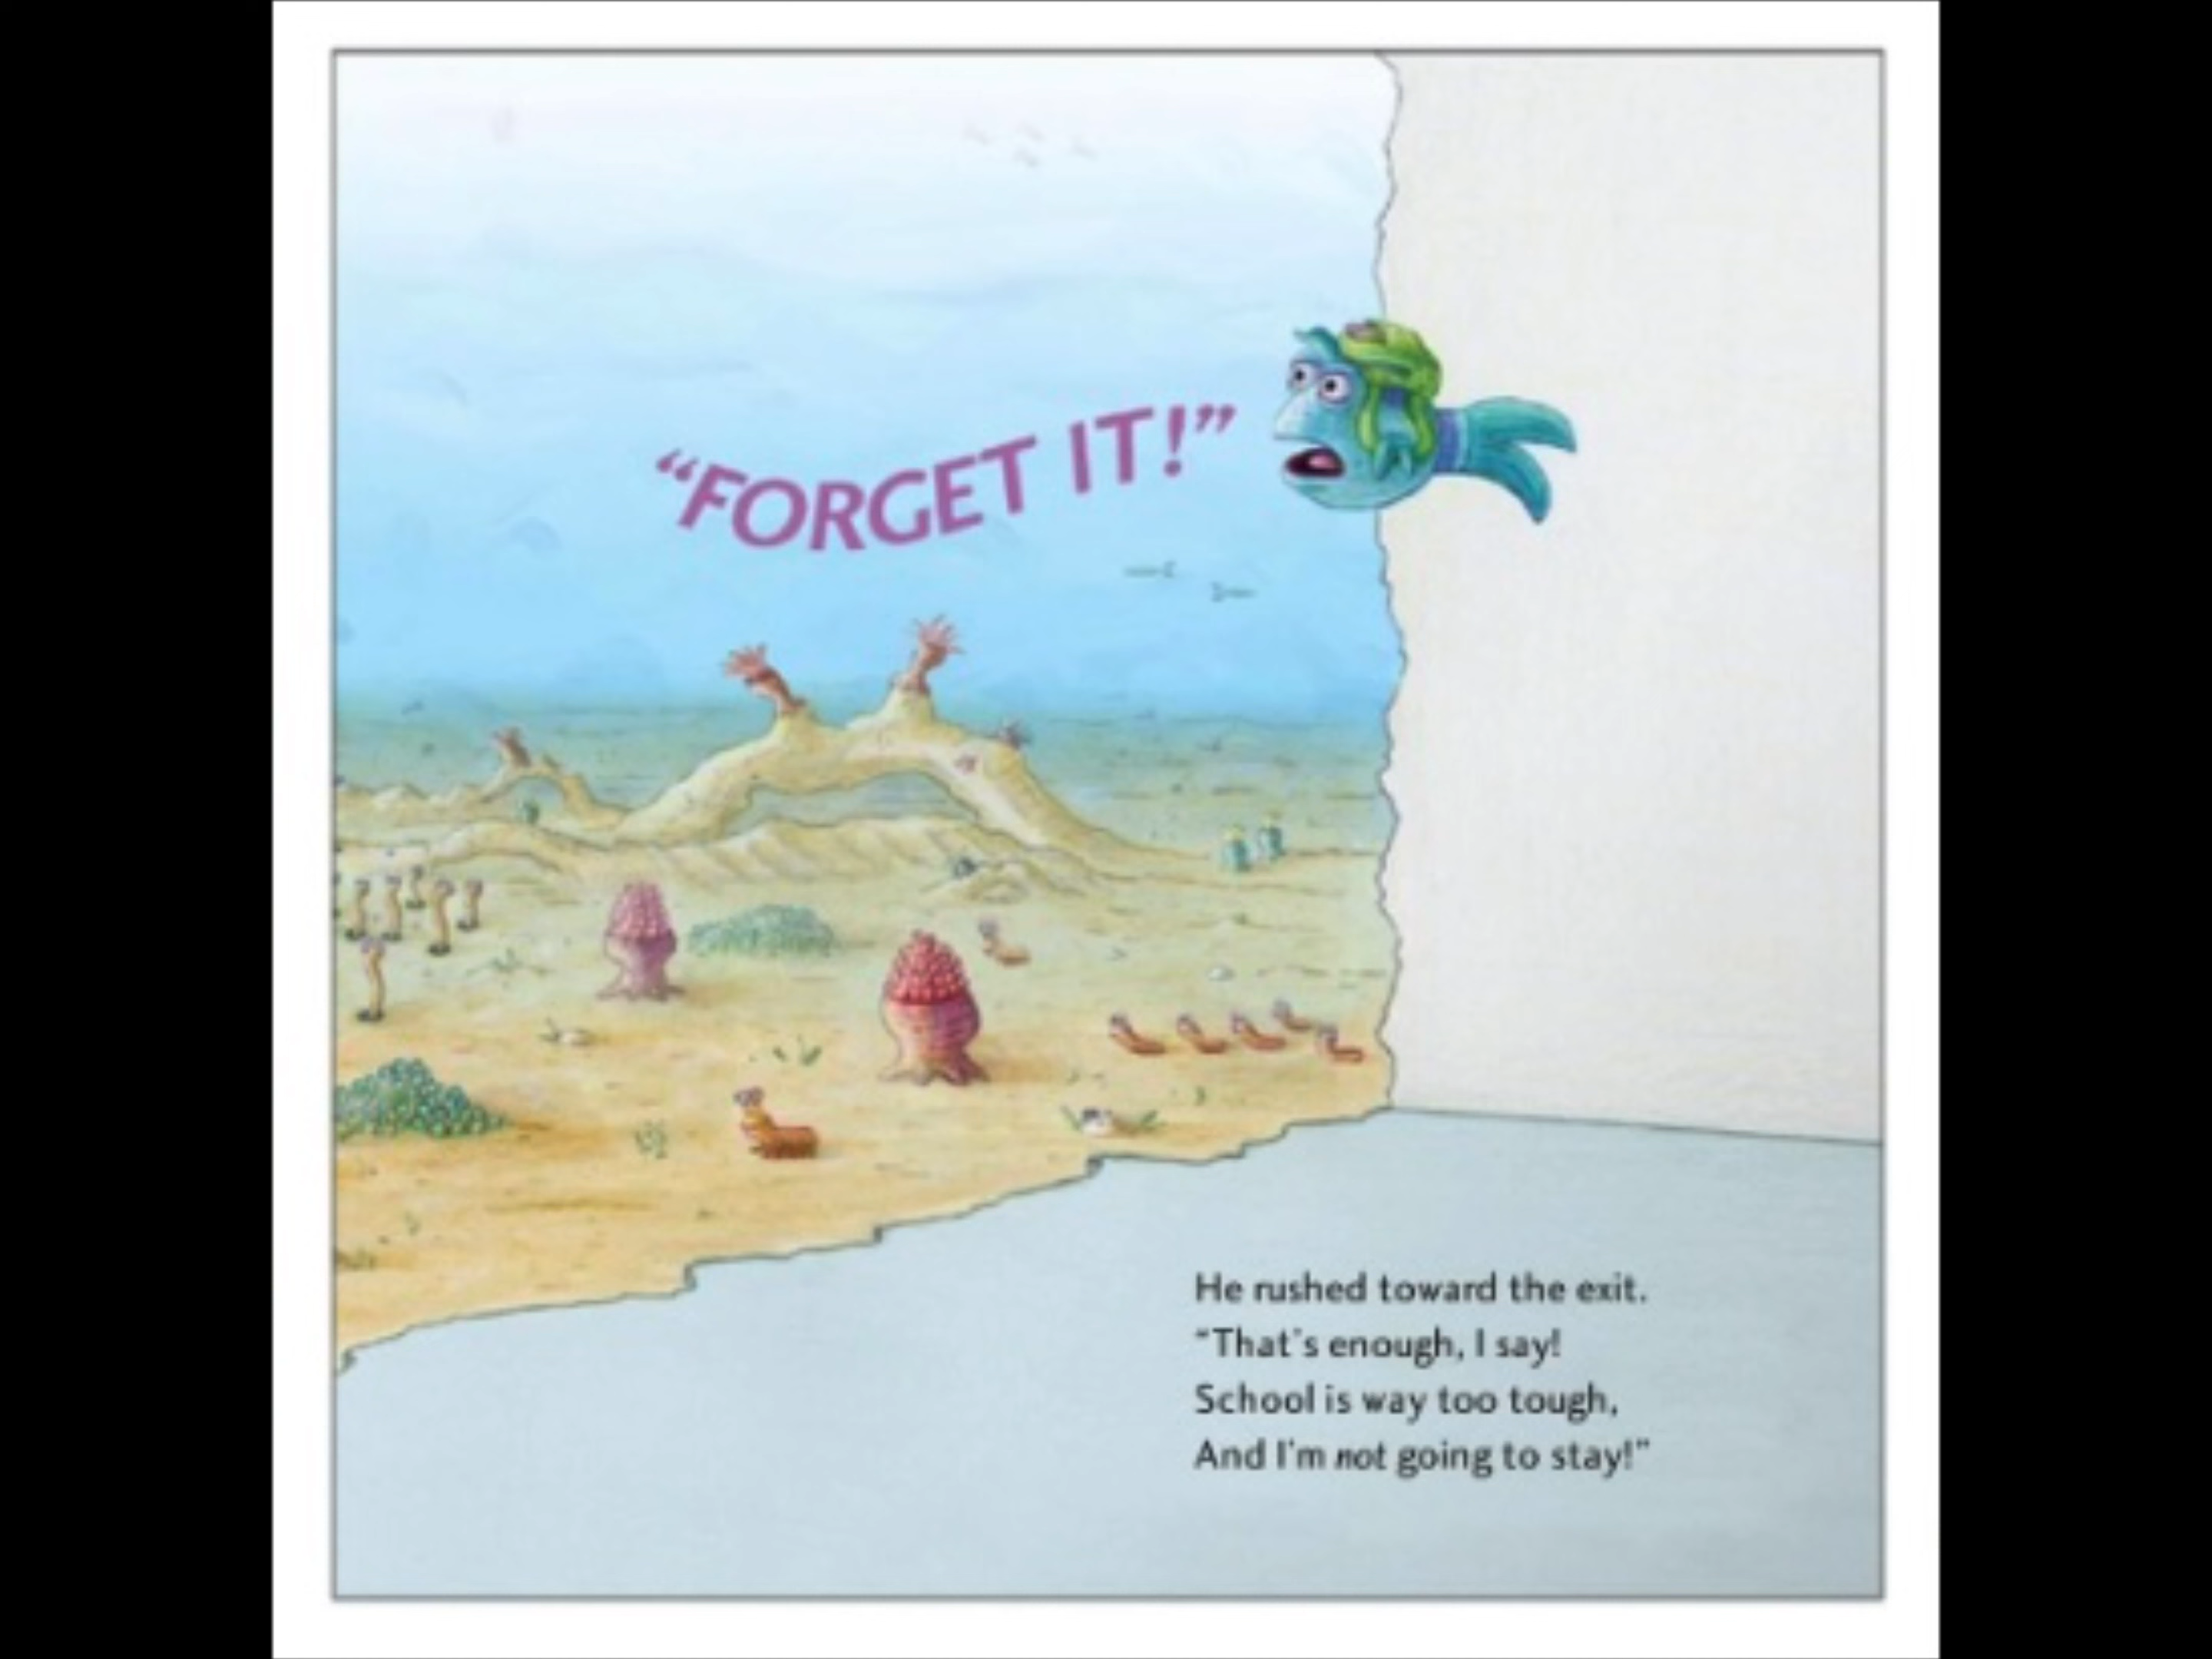 “FORGET IT!”
He rushed toward the exit.
“That's enough, I say!
School is way too tough,
And I'm not going to stay!”